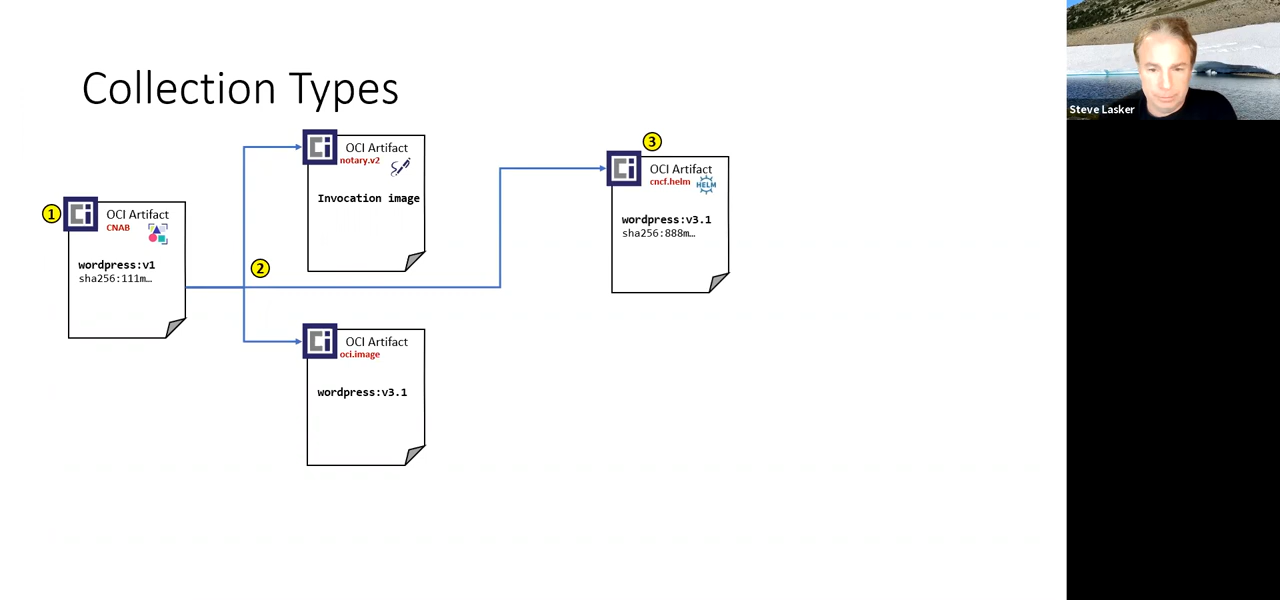 Collection Types
1
OCI Artifact
CNAB
wordpress:v1
sha256:111m…
2
OCI Artifact
notary.v2
Invocation image
OCI Artifact
oci.image
wordpress:v3.1
3
OCI Artifact
cncf.helm
HELM
wordpress:v3.1
sha256:888m…
Steve Lasker